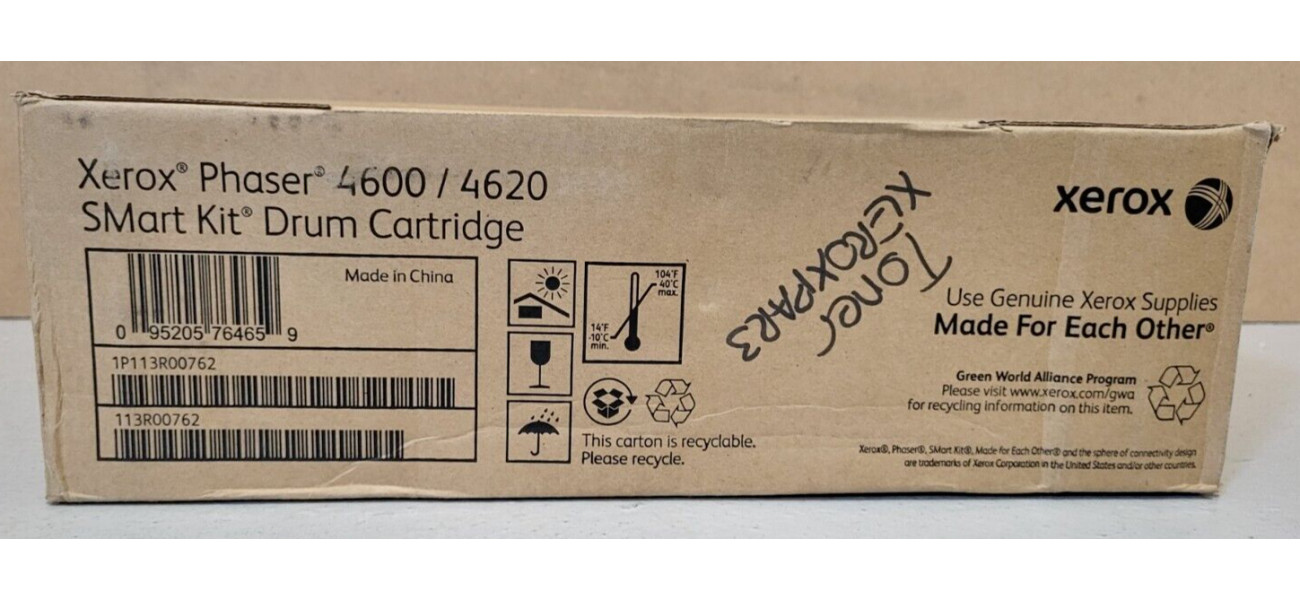 Xerox® Phaser® 4600 / 4620
SMart Kit® Drum Cartridge
Made in China
0 95205 76465 9
1P113R00762
113R00762
104°F
40°C
max.
14°F
-10°C
min.
This carton is recyclable.
Please recycle.
Toner
XEROXPAR3
xerox
Use Genuine Xerox Supplies
Made For Each Other®
Green World Alliance Program
Please visit www.xerox.com/gwa
for recycling information on this item.
Xerox®, Phaser®, SMart Kit®, Made for Each Other® and the sphere of connectivity design
are trademarks of Xerox Corporation in the United States and/or other countries.